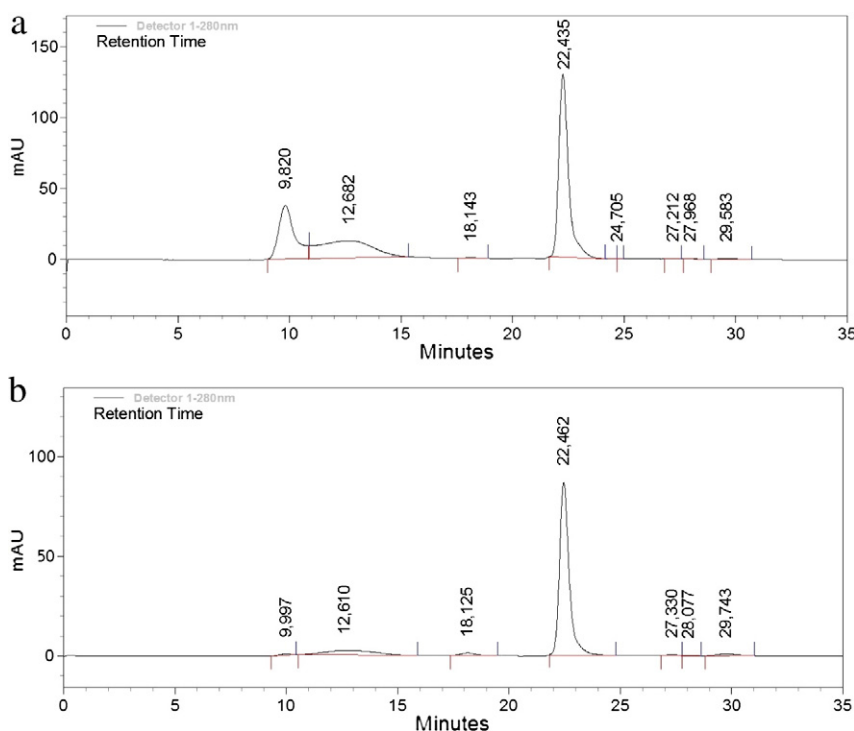 a
Detector 1-280nm
Retention Time
150
100
50
0
mAU
9,820
12,682
18,143
22,435
24,705
27,212
27,968
29,583
0 5 10 15 20 25 30 35
Minutes
b
Detector 1-280nm
Retention Time
100
50
0
mAU
9,997
12,610
18,125
22,462
27,330
28,077
29,743
0 5 10 15 20 25 30 35
Minutes